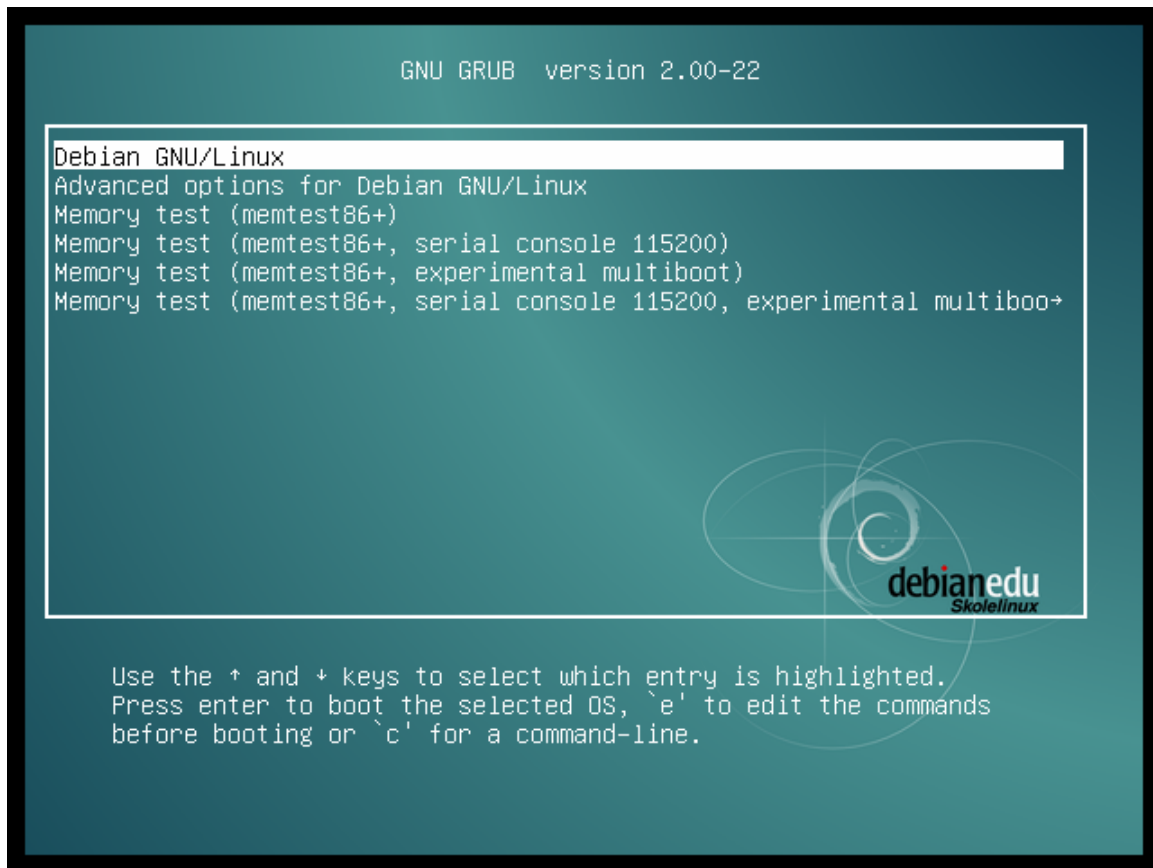 GNU GRUB  version 2.00-22
Debian GNU/Linux
Advanced options for Debian GNU/Linux
Memory test (memtest86+)
Memory test (memtest86+, serial console 115200)
Memory test (memtest86+, experimental multiboot)
Memory test (memtest86+, serial console 115200, experimental multiboo→
debianedu
Skolelinux
Use the ↑ and ↓ keys to select which entry is highlighted.
Press enter to boot the selected OS, `e' to edit the commands
before booting or `c' for a command-line.